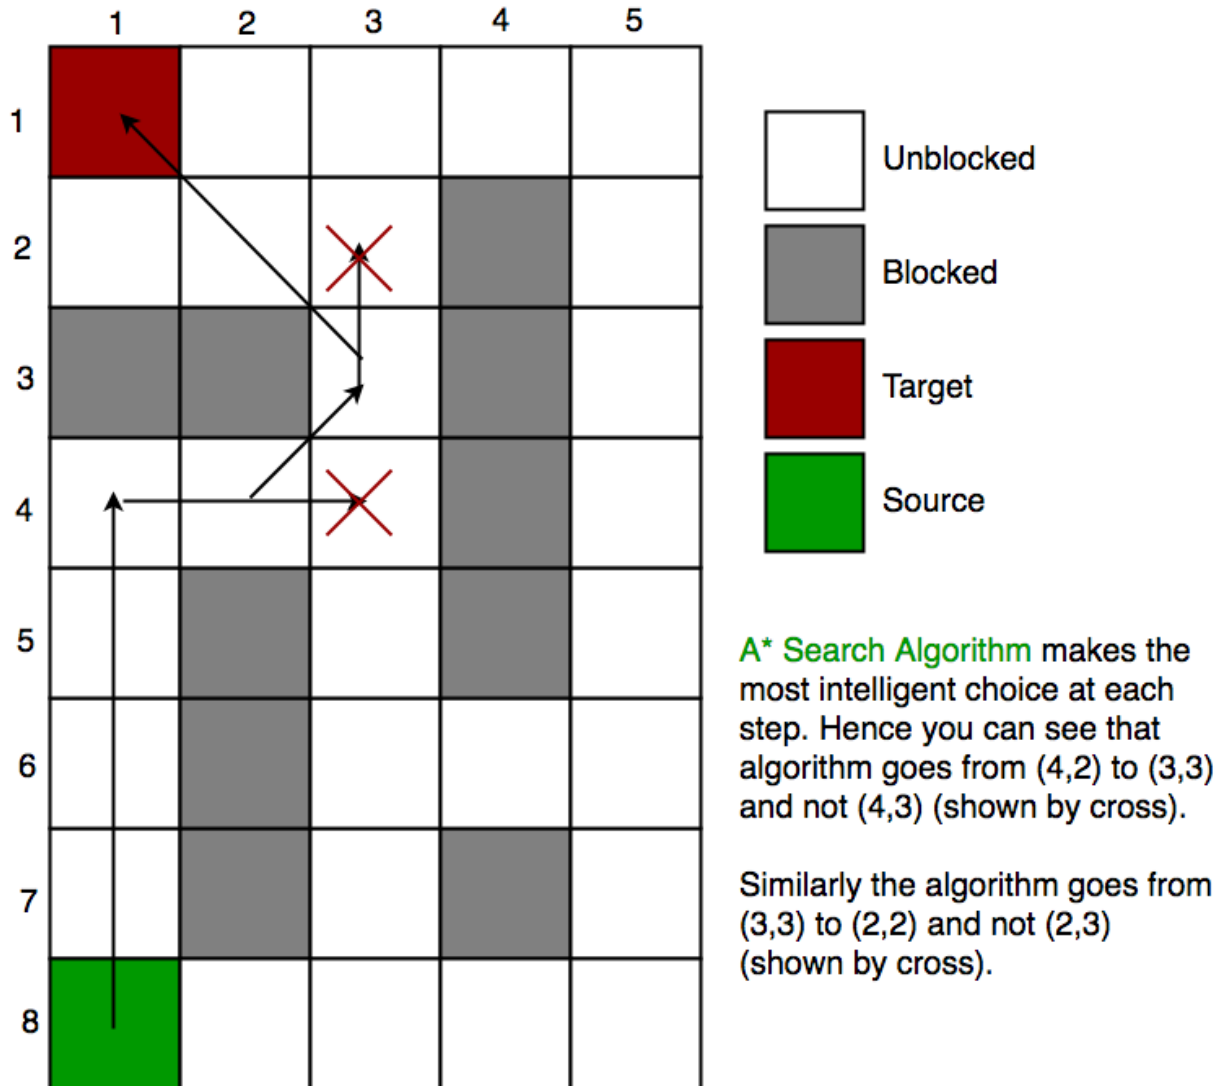 1 2 3 4 5
1
2
3
4
5
6
7
8
Unblocked
Blocked
Target
Source
A* Search Algorithm makes the
most intelligent choice at each
step. Hence you can see that
algorithm goes from (4,2) to (3,3)
and not (4,3) (shown by cross).
Similarly the algorithm goes from
(3,3) to (2,2) and not (2,3)
(shown by cross).